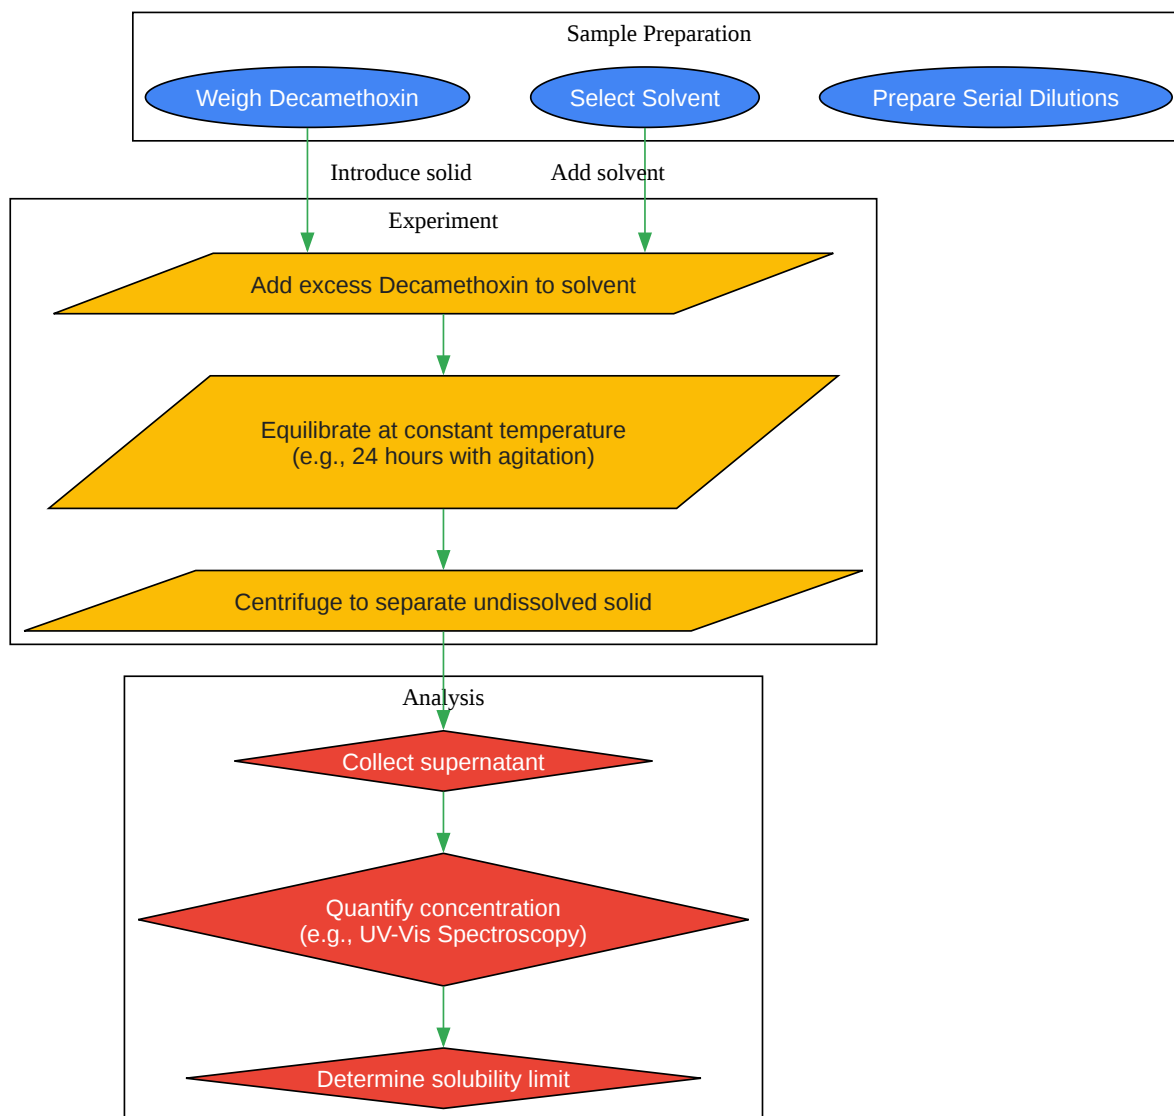 Sample Preparation
Weigh Decamethoxin
Select Solvent
Prepare Serial Dilutions
Introduce solid
Add solvent
Experiment
Add excess Decamethoxin to solvent
Equilibrate at constant temperature
(e.g., 24 hours with agitation)
Centrifuge to separate undissolved solid
Analysis
Collect supernatant
Quantify concentration
(e.g., UV-Vis Spectroscopy)
Determine solubility limit